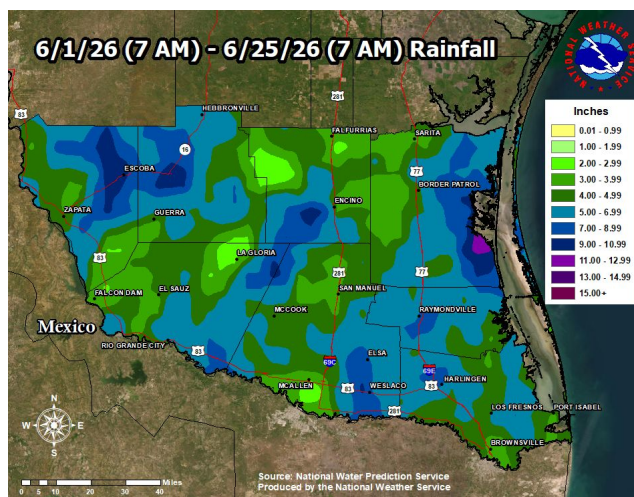 6/1/26 (7 AM) - 6/25/26 (7 AM) Rainfall
NATIONAL WEATHER SERVICE
Inches
0.01 - 0.99
1.00 - 1.99
2.00 - 2.99
3.00 - 3.99
4.00 - 4.99
5.00 - 6.99
7.00 - 8.99
9.00 - 10.99
11.00 - 12.99
13.00 - 14.99
15.00+
83
281
HEBBRONVILLE
FALFURRIAS
SARITA
16
77
ESCOBA
BORDER PATROL
ZAPATA
GUERRA
ENCINO
83
LA GLORIA
281
77
FALCON DAM
EL SAUZ
SAN MANUEL
MCCOOK
RAYMONDVILLE
Mexico
RIO GRANDE CITY
83
69C
ELSA
69E
MCALLEN
83
WESLACO
83
HARLINGEN
281
LOS FRESNOS
PORT ISABEL
BROWNSVILLE
N
W
E
S
0 5 10 20 30 40
Miles
Source: National Water Prediction Service
Produced by the National Weather Service